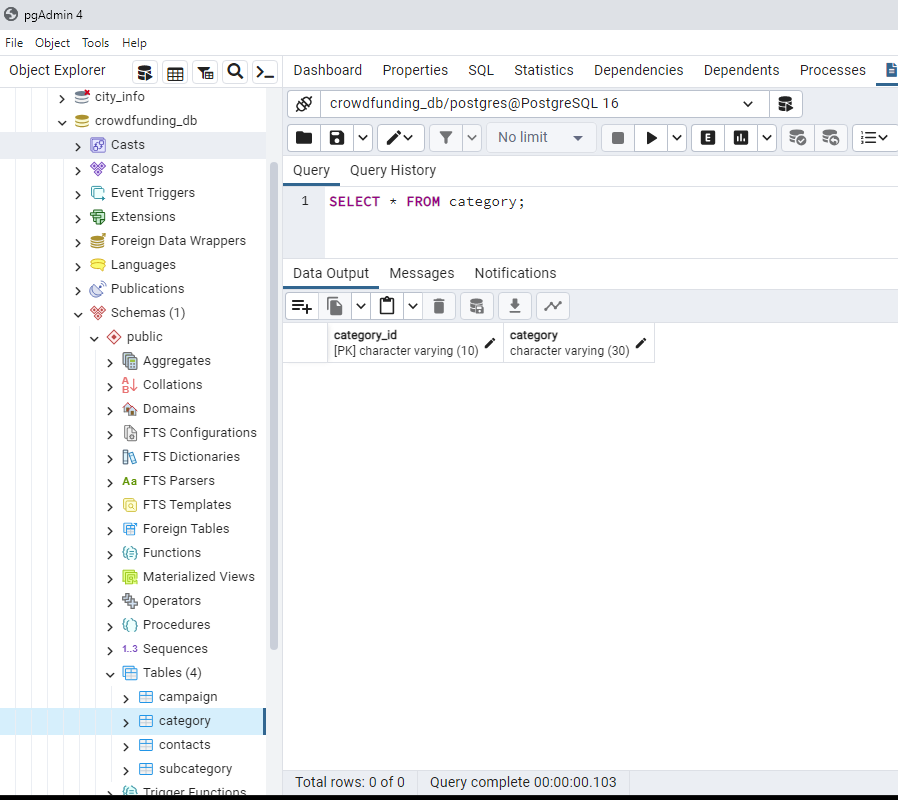 pgAdmin 4
File Object Tools Help
Object Explorer
city_info
crowdfunding_db
Casts
Catalogs
Event Triggers
Extensions
Foreign Data Wrappers
Languages
Publications
Schemas (1)
public
Aggregates
Collations
Domains
FTS Configurations
FTS Dictionaries
Aa FTS Parsers
FTS Templates
Foreign Tables
Functions
Materialized Views
Operators
Procedures
1..3 Sequences
Tables (4)
campaign
category
contacts
subcategory
Trigger Functions
Dashboard Properties SQL Statistics Dependencies Dependents Processes
crowdfunding_db/postgres@PostgreSQL 16
No limit
E
Query Query History
1 SELECT * FROM category;
Data Output Messages Notifications
category_id
[PK] character varying (10)
category
character varying (30)
Total rows: 0 of 0 Query complete 00:00:00.103